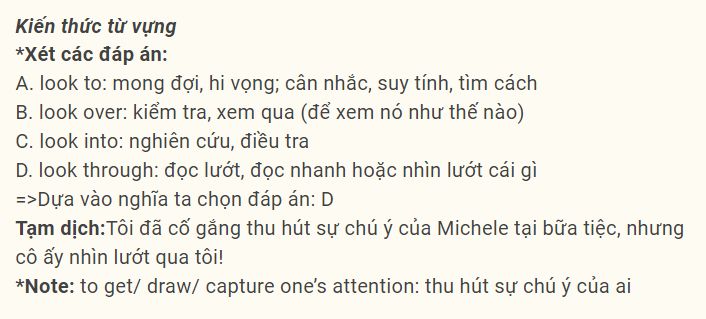 Kiến thức từ vựng
*Xét các đáp án:
A. look to: mong đợi, hi vọng; cân nhắc, suy tính, tìm cách
B. look over: kiểm tra, xem qua (để xem nó như thế nào)
C. look into: nghiên cứu, điều tra
D. look through: đọc lướt, đọc nhanh hoặc nhìn lướt cái gì
=>Dựa vào nghĩa ta chọn đáp án: D
Tạm dịch:Tôi đã cố gắng thu hút sự chú ý của Michele tại bữa tiệc, nhưng
cô ấy nhìn lướt qua tôi!
*Note: to get/ draw/ capture one’s attention: thu hút sự chú ý của ai